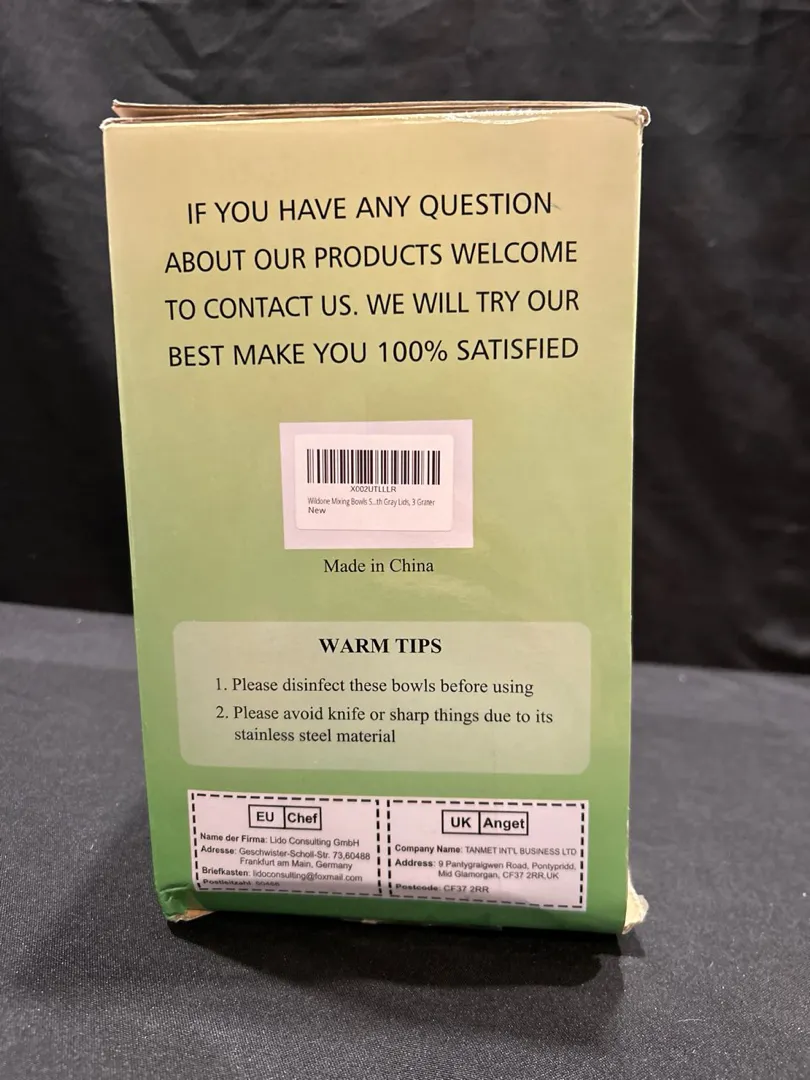 IF YOU HAVE ANY QUESTION
ABOUT OUR PRODUCTS WELCOME
TO CONTACT US. WE WILL TRY OUR
BEST MAKE YOU 100% SATISFIED
X002UTLLLR
Wildone Mixing Bowls S...th Gray Lids, 3 Grater
New
Made in China
WARM TIPS
1. Please disinfect these bowls before using
2. Please avoid knife or sharp things due to its
stainless steel material
EU Chef
Name der Firma: Lido Consulting GmbH
Adresse: Geschwister-Scholl-Str. 73,60488
Frankfurt am Main, Germany
Briefkasten: lidoconsulting@foxmail.com
Postleitzahl: 60488
UK Anget
Company Name: TANMET INT'L BUSINESS LTD
Address: 9 Pantygraigwen Road, Pontypridd,
Mid Glamorgan, CF37 2RR,UK
Postcode: CF37 2RR